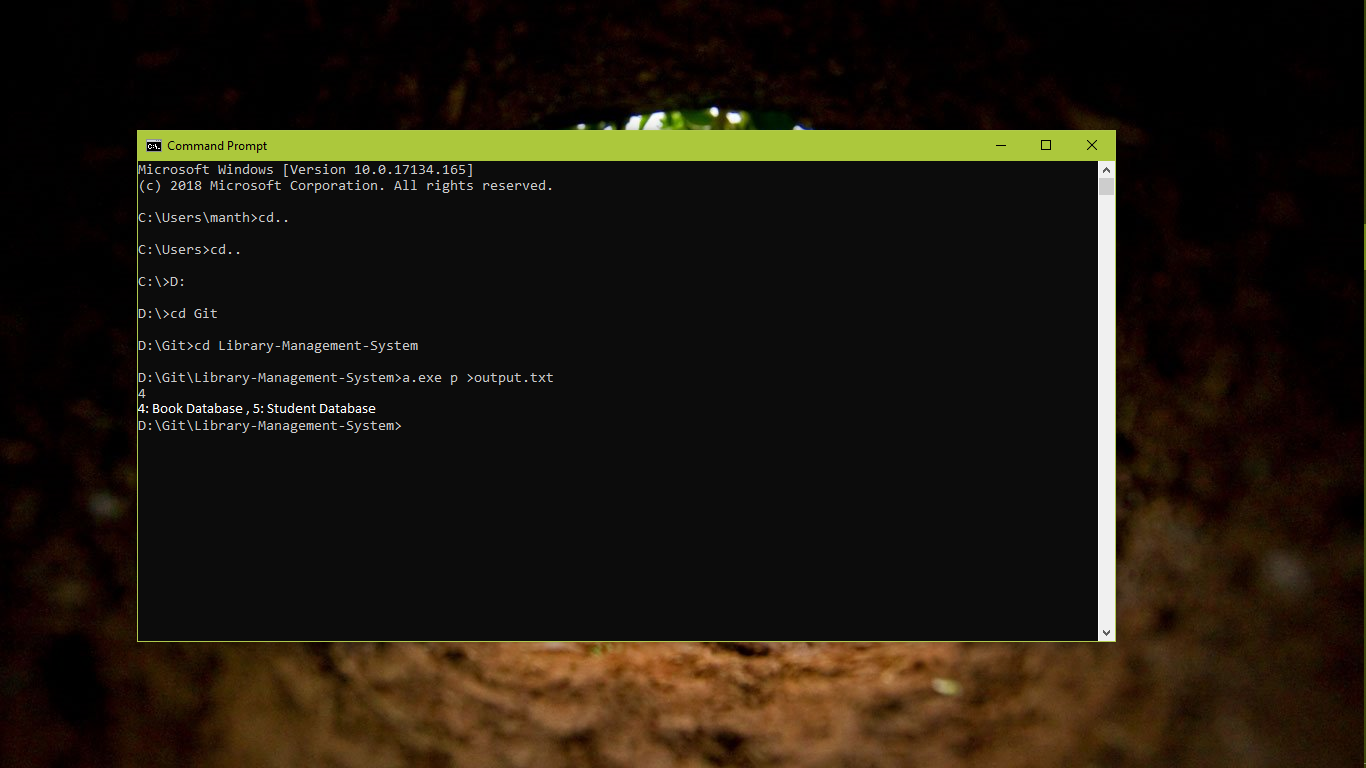 Command Prompt
Microsoft Windows [Version 10.0.17134.165]
(c) 2018 Microsoft Corporation. All rights reserved.
C:\Users\manth>cd..
C:\Users>cd..
C:\>D:
D:\>cd Git
D:\Git>cd Library-Management-System
D:\Git\Library-Management-System>a.exe p >output.txt
4
4: Book Database , 5: Student Database
D:\Git\Library-Management-System>